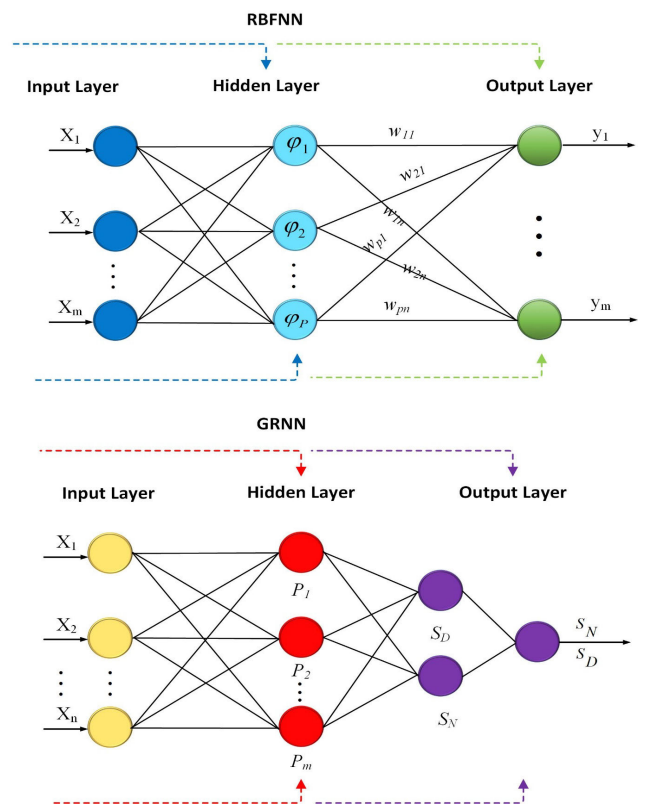 RBFNN
Input Layer Hidden Layer Output Layer
X1 φ1 w11 y1
w21
X2 φ2 w1n
wp1
w2n
Xm φP wpn ym
GRNN
Input Layer Hidden Layer Output Layer
X1
P1
X2 SD SN
SD
P2
Xn SN
Pm